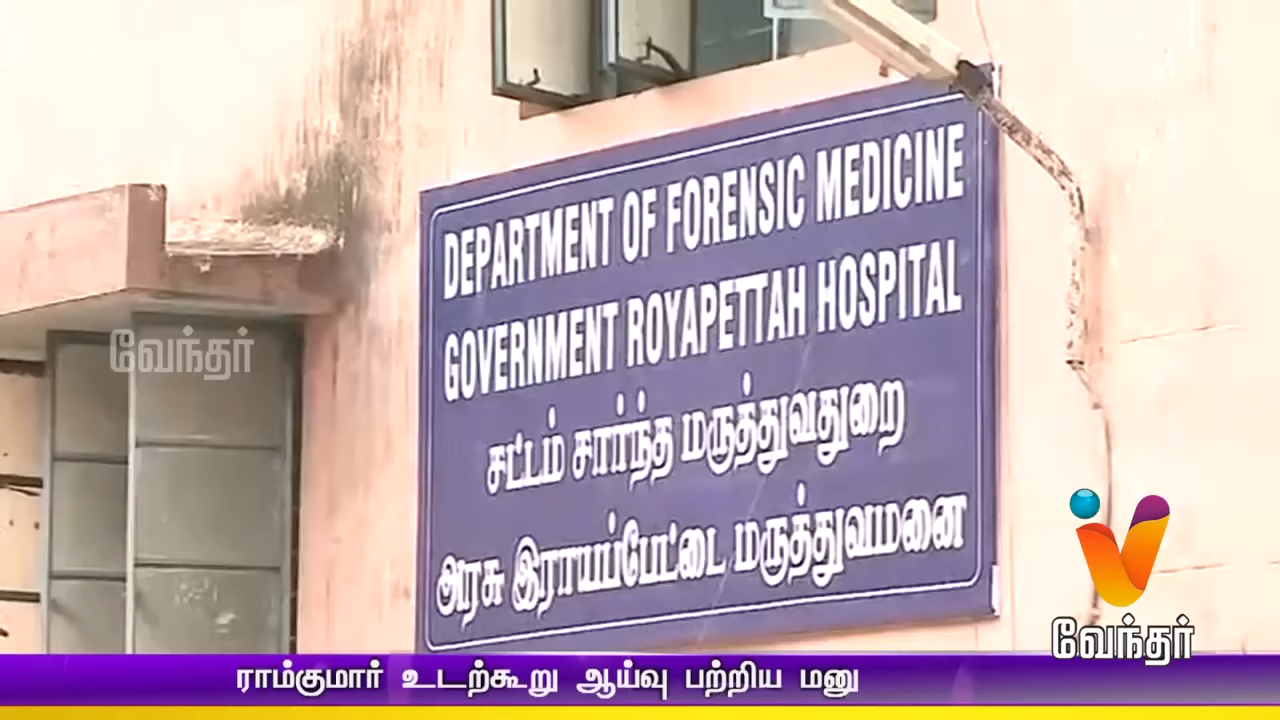 DEPARTMENT OF FORENSIC MEDICINE
GOVERNMENT ROYAPETTAH HOSPITAL
சட்டம் சார்ந்த மருத்துவதுறை
அரசு இராயப்பேட்டை மருத்துவமனை
வேந்தர்
வேந்தர்
ராம்குமார் உடற்கூறு ஆய்வு பற்றிய மனு